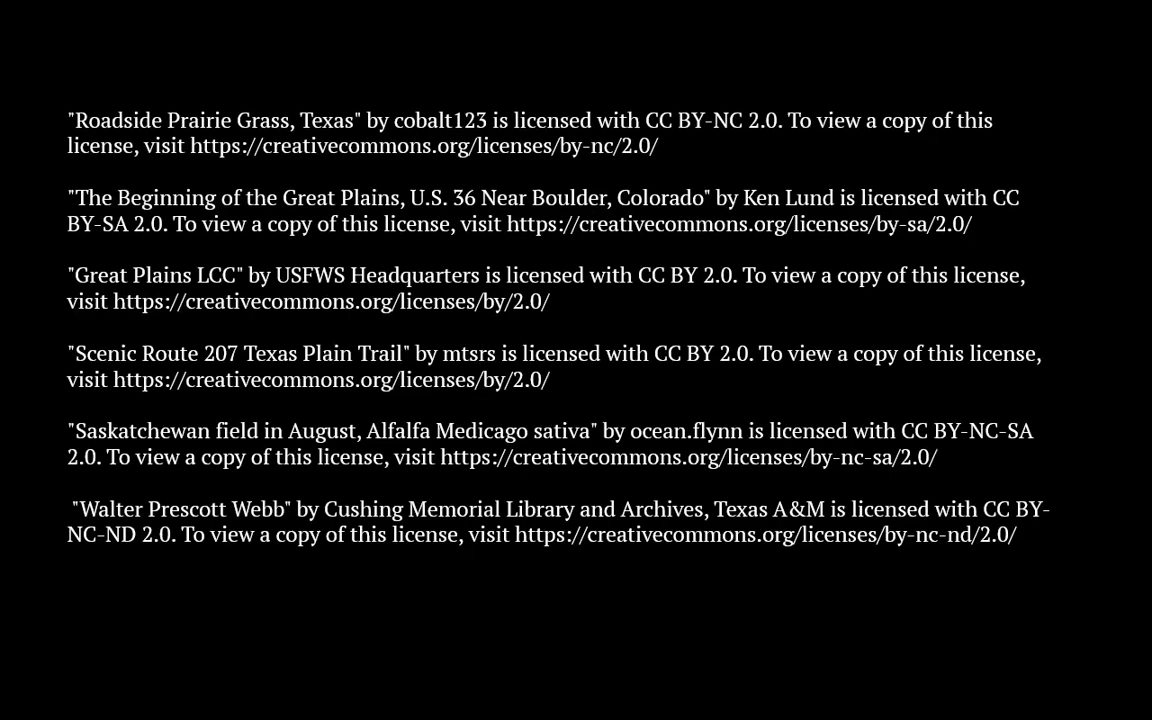 "Roadside Prairie Grass, Texas" by cobalt123 is licensed with CC BY-NC 2.0. To view a copy of this
license, visit https://creativecommons.org/licenses/by-nc/2.0/
"The Beginning of the Great Plains, U.S. 36 Near Boulder, Colorado" by Ken Lund is licensed with CC
BY-SA 2.0. To view a copy of this license, visit https://creativecommons.org/licenses/by-sa/2.0/
"Great Plains LCC" by USFWS Headquarters is licensed with CC BY 2.0. To view a copy of this license,
visit https://creativecommons.org/licenses/by/2.0/
"Scenic Route 207 Texas Plain Trail" by mtsrs is licensed with CC BY 2.0. To view a copy of this license,
visit https://creativecommons.org/licenses/by/2.0/
"Saskatchewan field in August, Alfalfa Medicago sativa" by ocean.flynn is licensed with CC BY-NC-SA
2.0. To view a copy of this license, visit https://creativecommons.org/licenses/by-nc-sa/2.0/
"Walter Prescott Webb" by Cushing Memorial Library and Archives, Texas A&M is licensed with CC BY-
NC-ND 2.0. To view a copy of this license, visit https://creativecommons.org/licenses/by-nc-nd/2.0/